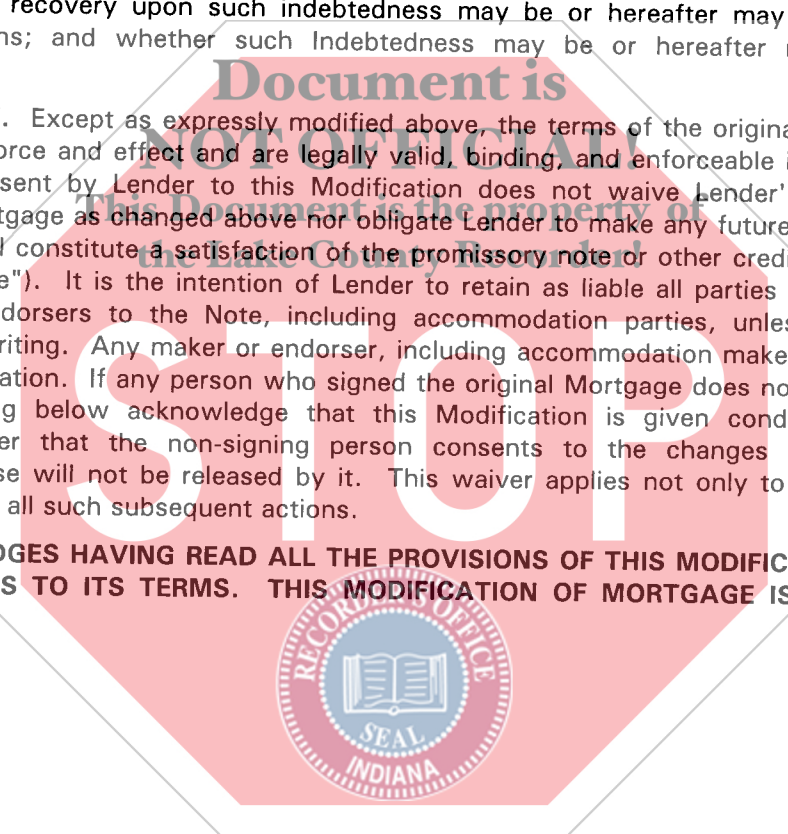 recovery upon such indebtedness may be or hereafter may
ns; and whether such Indebtedness may be or hereafter
Document is
. Except as expressly modified above, the terms of the origina
NOT OFFICIAL!
orce and effect and are legally valid, binding, and enforceable i
sent by Lender to this Modification does not waive Lender'
This Document is the property of
tgage as changed above nor obligate Lender to make any future
l constitute a satisfaction of the promissory note or other credi
the Lake County Recorder!
e"). It is the intention of Lender to retain as liable all parties
dorsers to the Note, including accommodation parties, unles
riting. Any maker or endorser, including accommodation make
ation. If any person who signed the original Mortgage does no
g below acknowledge that this Modification is given cond
er that the non-signing person consents to the changes
se will not be released by it. This waiver applies not only to
all such subsequent actions.
STOP
DGES HAVING READ ALL THE PROVISIONS OF THIS MODIFIC
S TO ITS TERMS. THIS MODIFICATION OF MORTGAGE IS
RECORDER'S OFFICE
SEAL
INDIANA